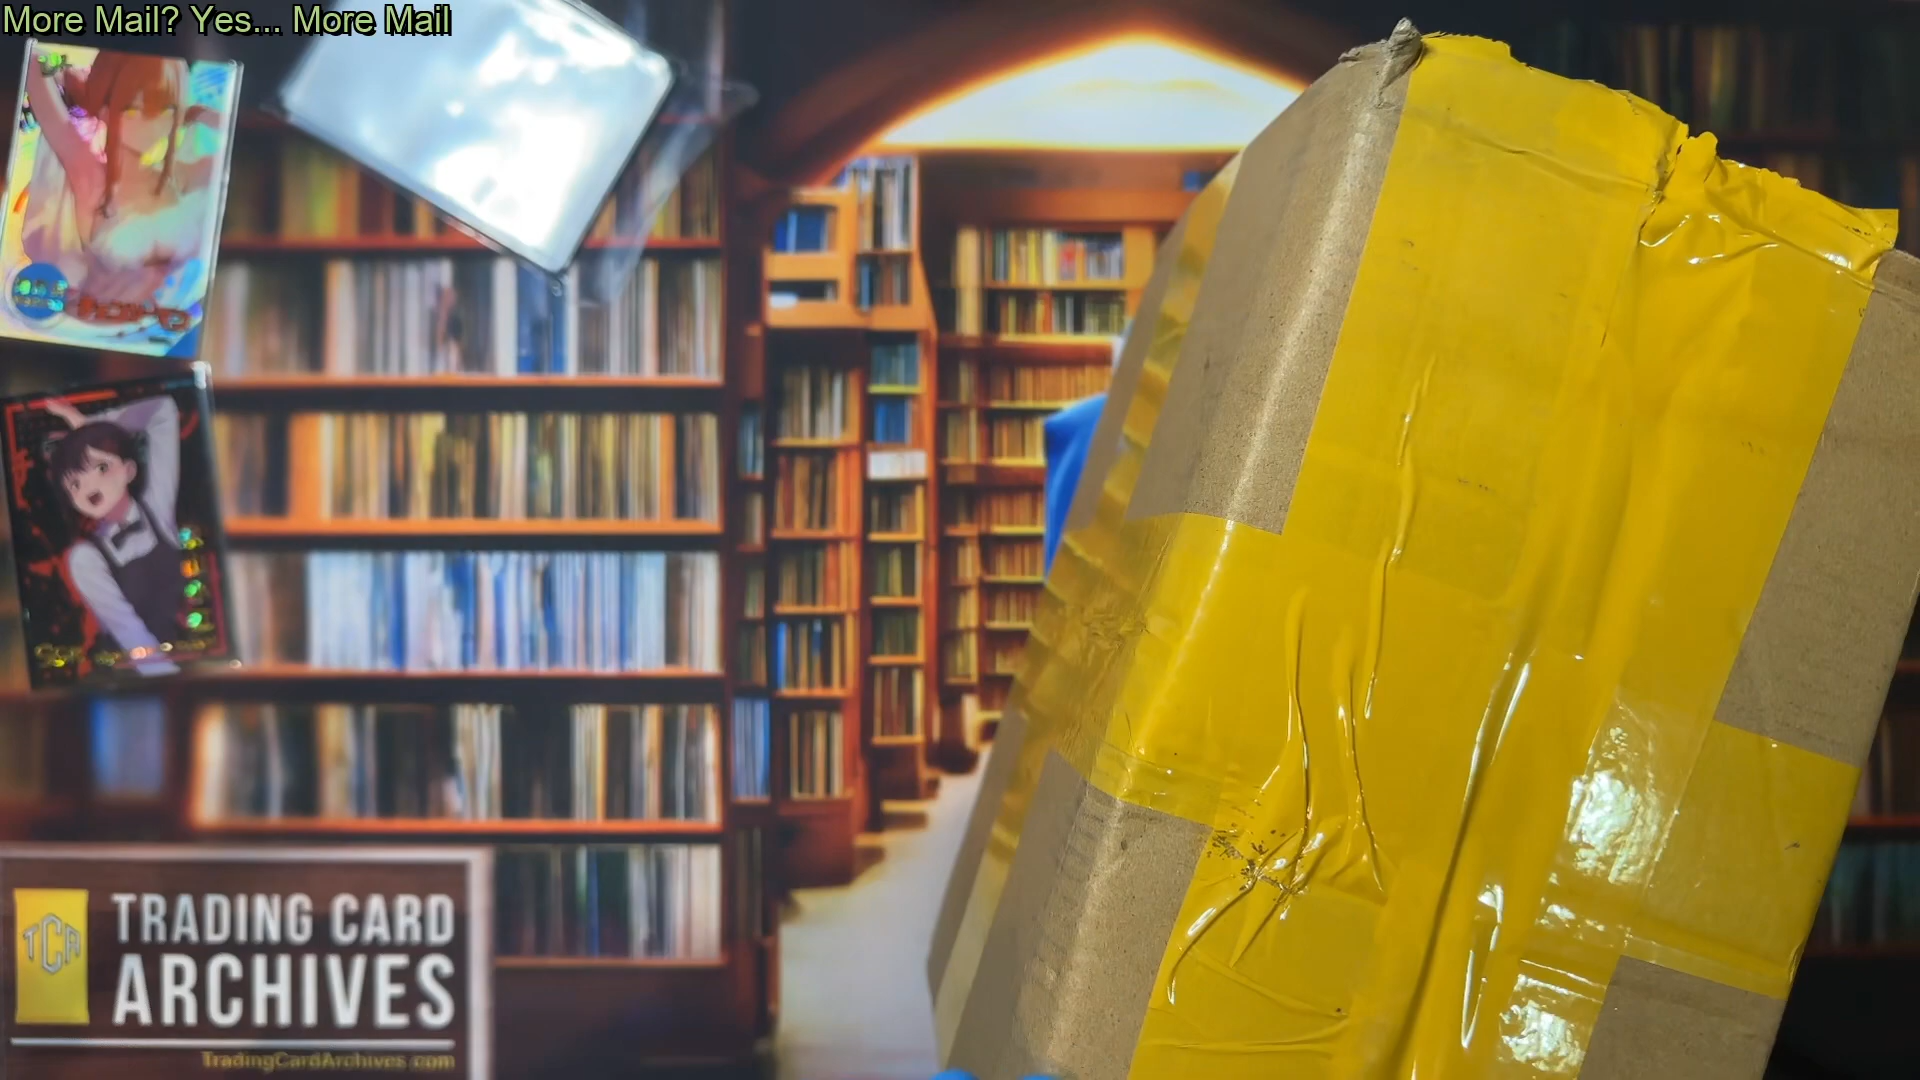 More Mail? Yes... More Mail
TCA
TRADING CARD
ARCHIVES
TradingCardArchives.com